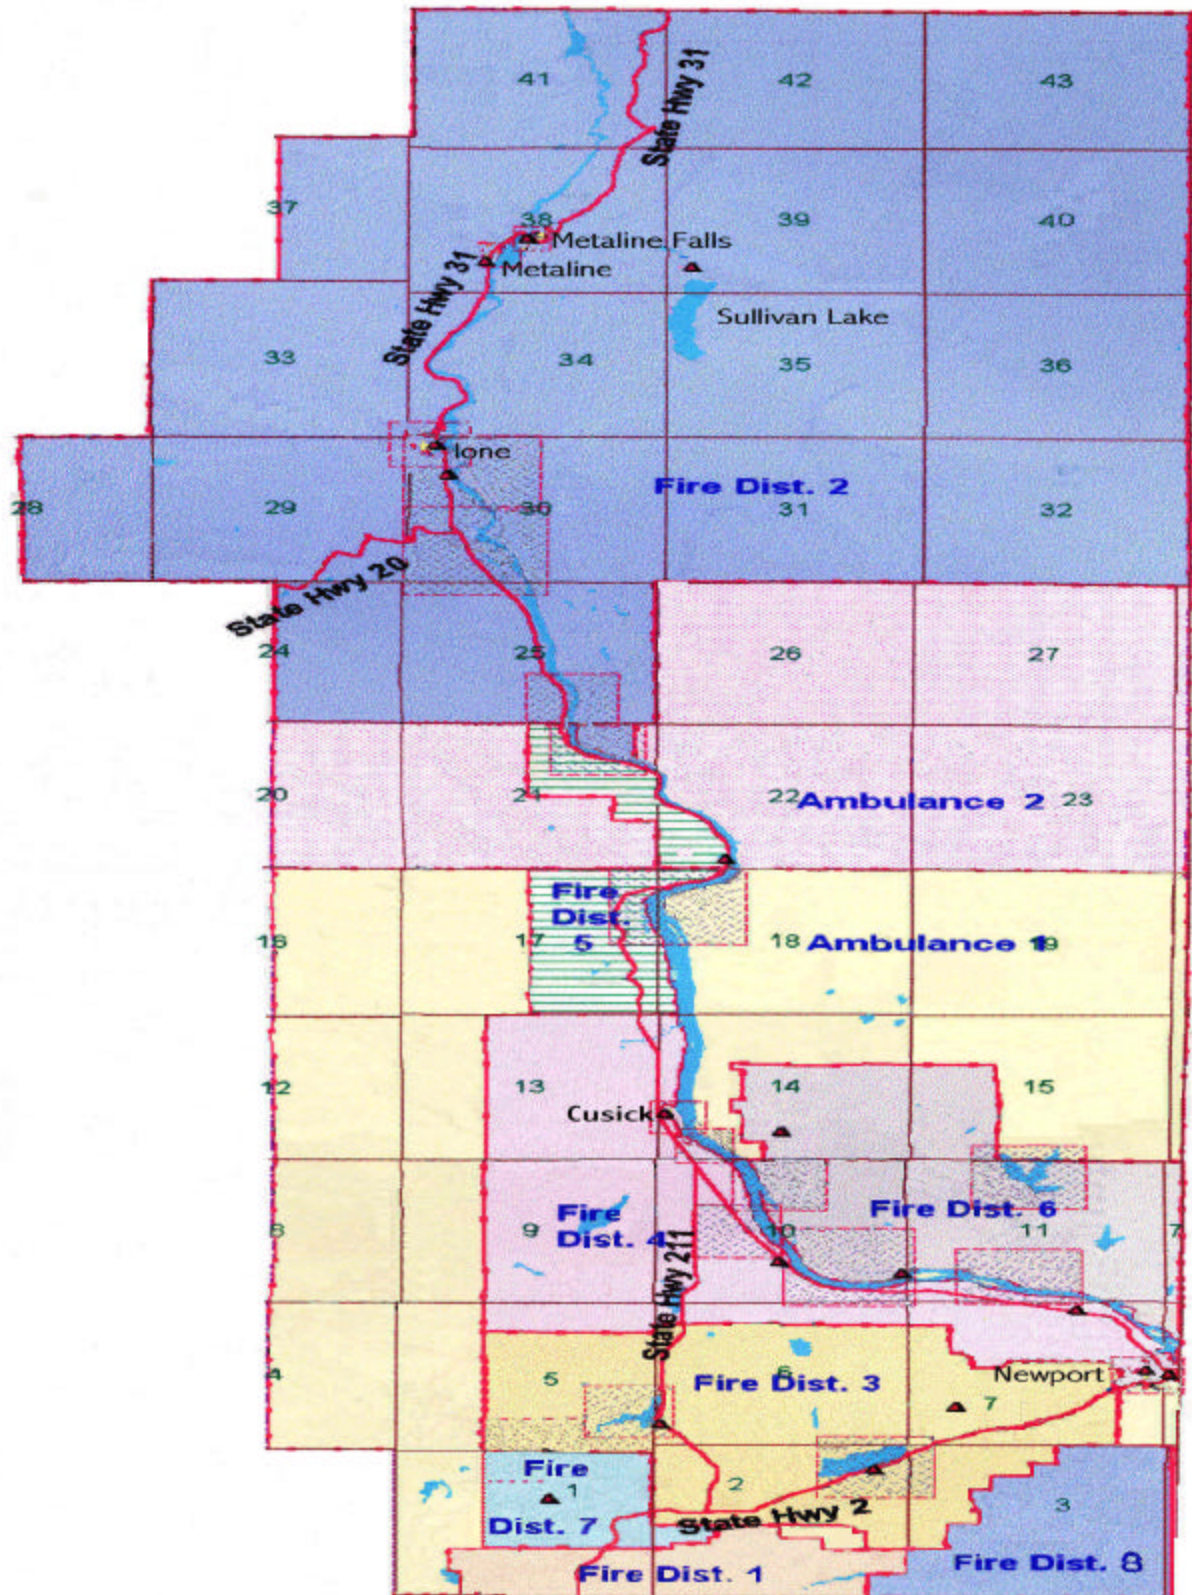 41
42
43
State Hwy 31
37
38
39
40
Metaline Falls
Metaline
State Hwy 31
Sullivan Lake
33
34
35
36
Ione
Fire Dist. 2
28
29
30
31
32
State Hwy 20
24
25
26
27
20
21
22
Ambulance 2
23
Fire
Dist.
5
16
17
18
Ambulance 1
19
12
13
14
15
Cusick
Fire
Dist. 4
8
9
10
Fire Dist. 6
11
7
State Hwy 211
4
5
6
Fire Dist. 3
Newport
7
Fire
1
Dist. 7
2
State Hwy 2
3
Fire Dist. 1
Fire Dist. 8